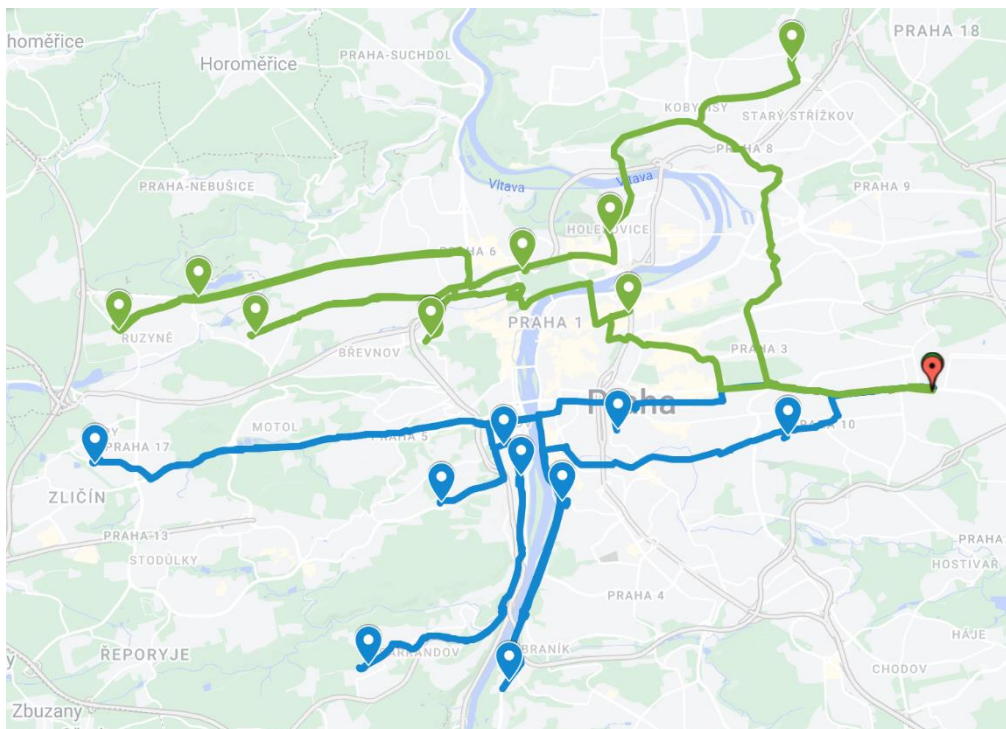 PRAHA 18
homěřice
PRAHA-SUCHDOL
Horoměřice
KOBYLISY
STARÝ STŘÍŽKOV
PRAHA 8
Vltava
Vltava
PRAHA-NEBUŠICE
PRAHA 9
HOLEŠOVICE
PRAHA 6
PRAHA 1
RUZYNĚ
BŘEVNOV
PRAHA 3
Praha
MOTOL
PRAHA 5
PRAHA 10
PRAHA 17
ZLIČÍN
PRAHA 13
PRAHA
STODŮLKY
HOSTIVAŘ
PRAHA 4
ŘEPORYJE
BARRANDOV
BRANÍK
HÁJE
CHODOV
Zbuzany